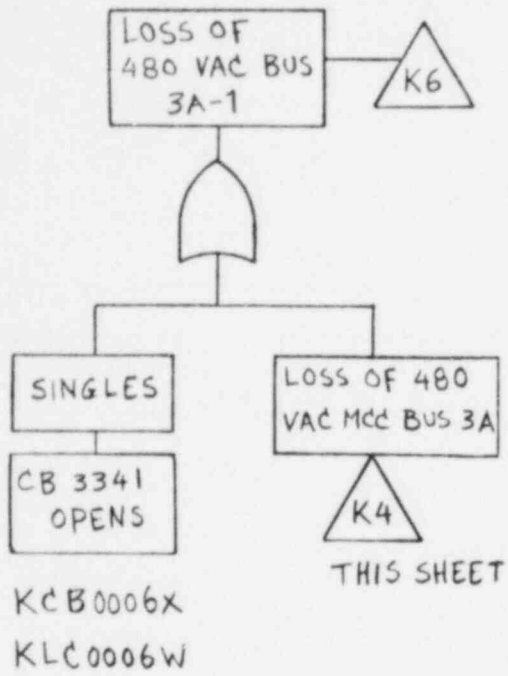 LOSS OF
480 VAC BUS
3A-1
K6
SINGLES
LOSS OF 480
VAC MCC BUS 3A
CB 3341
OPENS
K4
THIS SHEET
KCB0006X
KLC0006W